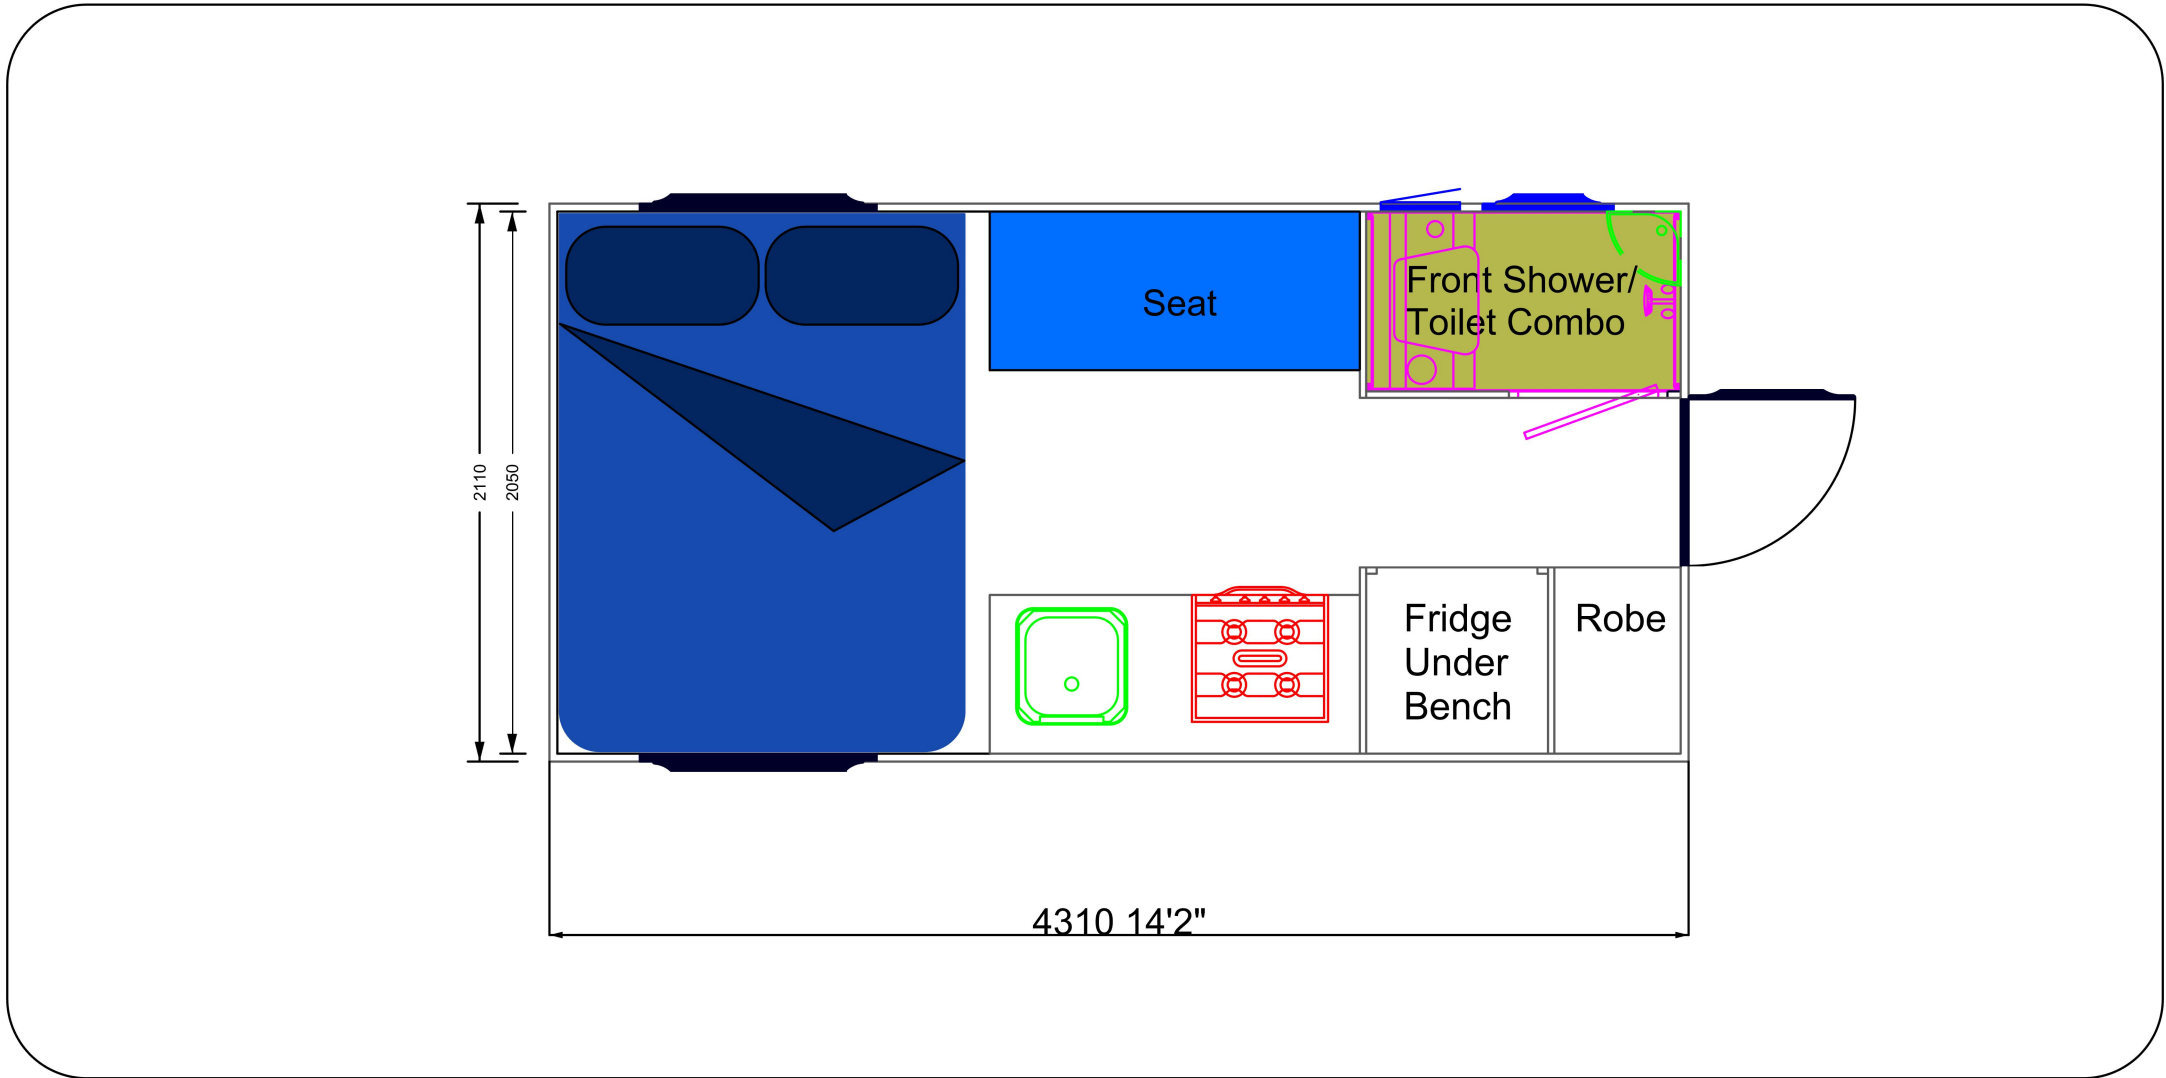 Seat
Front Shower/
Toilet Combo
2110
2050
Fridge
Under
Bench
Robe
4310 14'2"